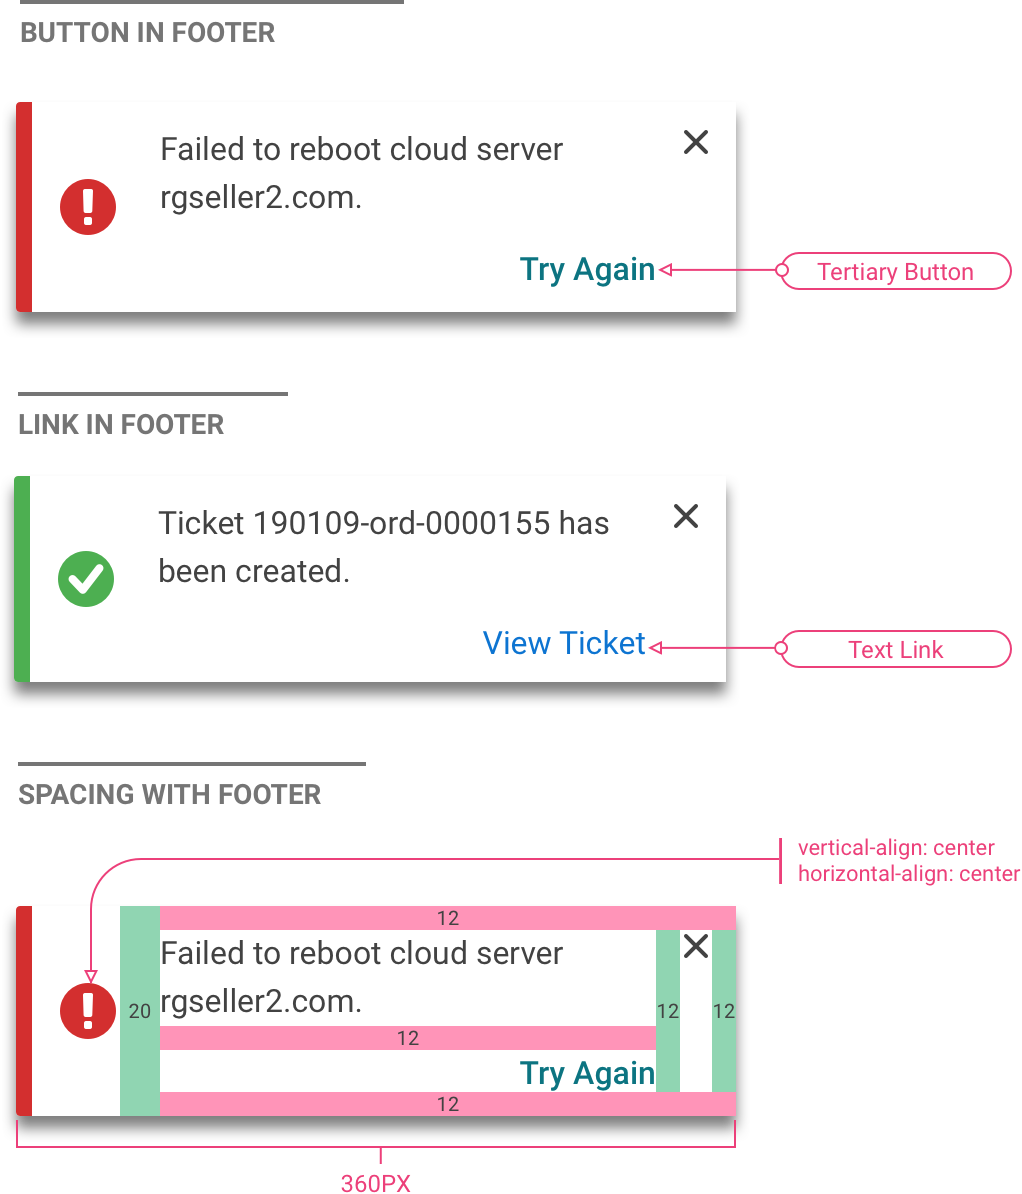 BUTTON IN FOOTER
Failed to reboot cloud server
rgseller2.com.
Try Again
Tertiary Button
LINK IN FOOTER
Ticket 190109-ord-0000155 has
been created.
View Ticket
Text Link
SPACING WITH FOOTER
vertical-align: center
horizontal-align: center
12
Failed to reboot cloud server
rgseller2.com.
20
12
12
12
Try Again
12
360PX